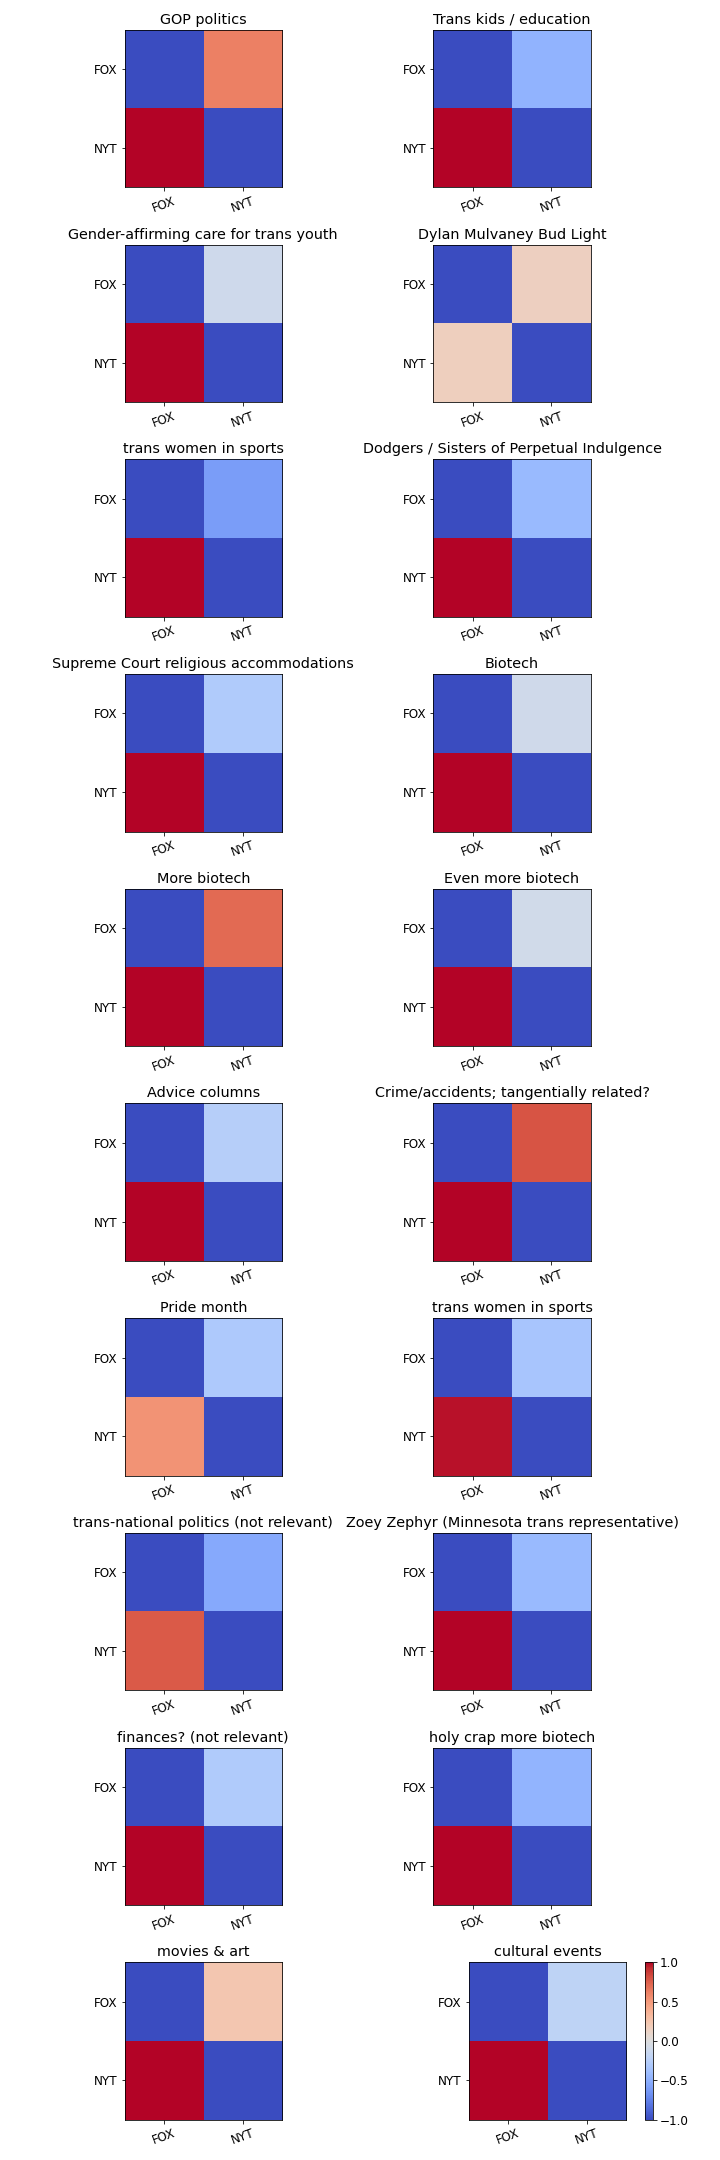 GOP politics
Trans kids / education
FOX
NYT
FOX
NYT
FOX
NYT
FOX
NYT
Gender-affirming care for trans youth
Dylan Mulvaney Bud Light
FOX
NYT
FOX
NYT
FOX
NYT
FOX
NYT
trans women in sports
Dodgers / Sisters of Perpetual Indulgence
FOX
NYT
FOX
NYT
FOX
NYT
FOX
NYT
Supreme Court religious accommodations
Biotech
FOX
NYT
FOX
NYT
FOX
NYT
FOX
NYT
More biotech
Even more biotech
FOX
NYT
FOX
NYT
FOX
NYT
FOX
NYT
Advice columns
Crime/accidents; tangentially related?
FOX
NYT
FOX
NYT
FOX
NYT
FOX
NYT
Pride month
trans women in sports
FOX
NYT
FOX
NYT
FOX
NYT
FOX
NYT
trans-national politics (not relevant)
Zoey Zephyr (Minnesota trans representative)
FOX
NYT
FOX
NYT
FOX
NYT
FOX
NYT
finances? (not relevant)
holy crap more biotech
FOX
NYT
FOX
NYT
FOX
NYT
FOX
NYT
movies & art
cultural events
FOX
NYT
FOX
NYT
FOX
NYT
FOX
NYT
1.0
0.5
0.0
−0.5
−1.0